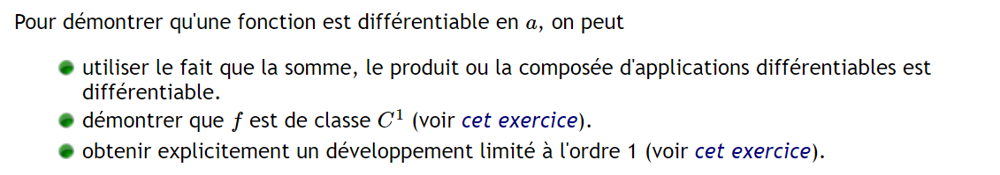 Pour démontrer qu'une fonction est différentiable en a, on peut
utiliser le fait que la somme, le produit ou la composée d'applications différentiables est
différentiable.
démontrer que f est de classe C¹ (voir cet exercice).
obtenir explicitement un développement limité à l'ordre 1 (voir cet exercice).